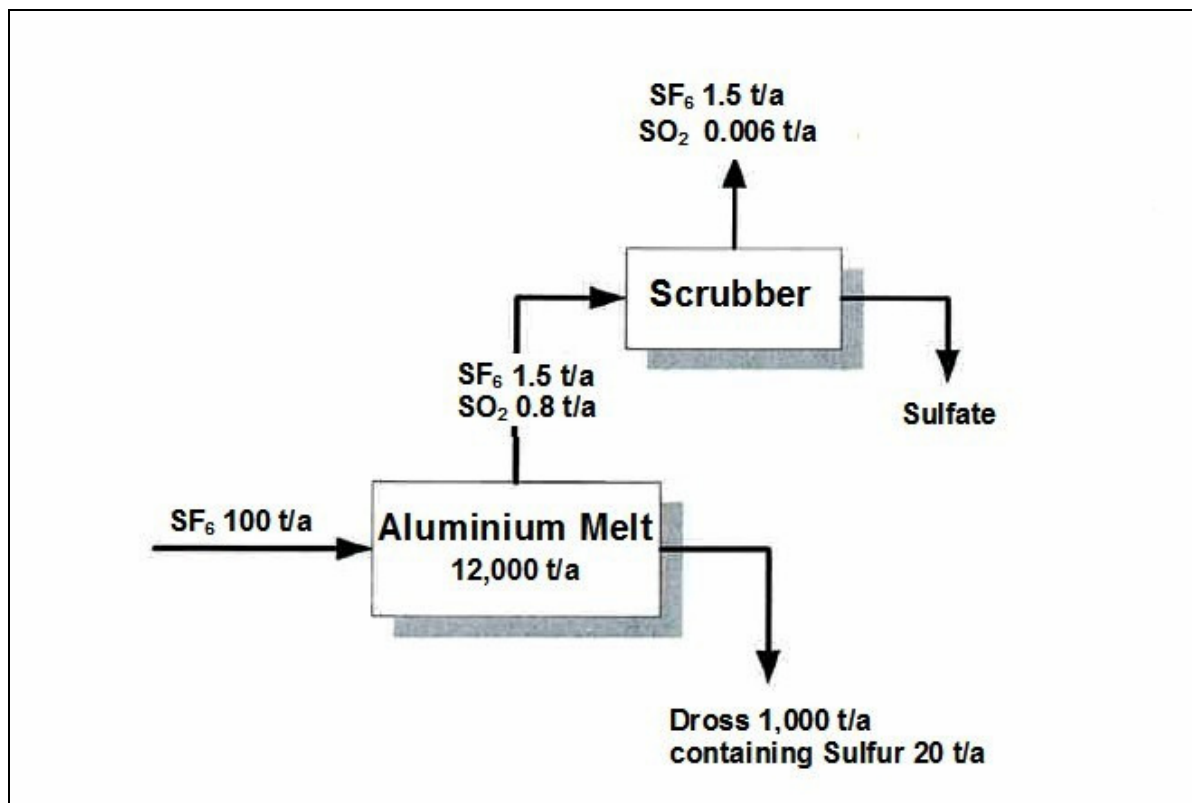 SF₆ 1.5 t/a
SO₂ 0.006 t/a
Scrubber
SF₆ 1.5 t/a
SO₂ 0.8 t/a
Sulfate
SF₆ 100 t/a
Aluminium Melt
12,000 t/a
Dross 1,000 t/a
containing Sulfur 20 t/a